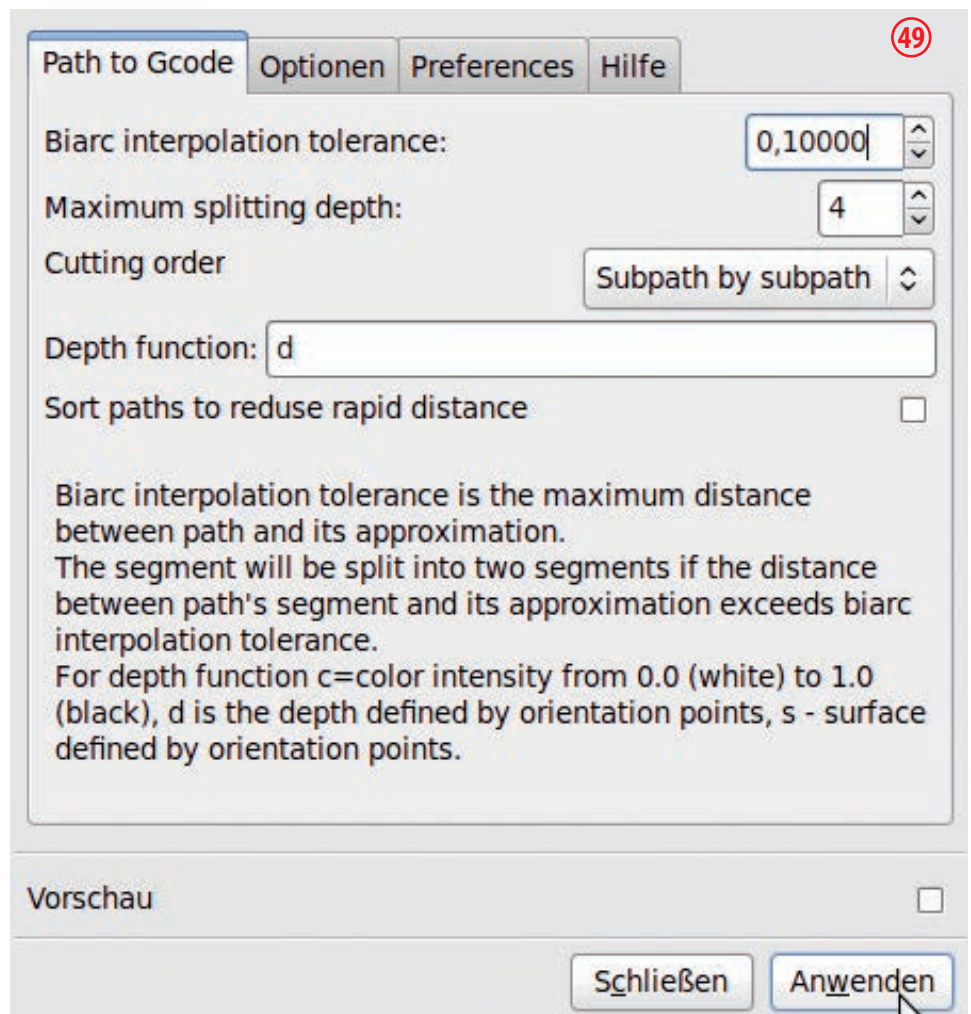 49
Path to Gcode Optionen Preferences Hilfe
Biarc interpolation tolerance: 0,10000
Maximum splitting depth: 4
Cutting order Subpath by subpath
Depth function: d
Sort paths to reduse rapid distance
Biarc interpolation tolerance is the maximum distance
between path and its approximation.
The segment will be split into two segments if the distance
between path's segment and its approximation exceeds biarc
interpolation tolerance.
For depth function c=color intensity from 0.0 (white) to 1.0
(black), d is the depth defined by orientation points, s - surface
defined by orientation points.
Vorschau
Schließen Anwenden